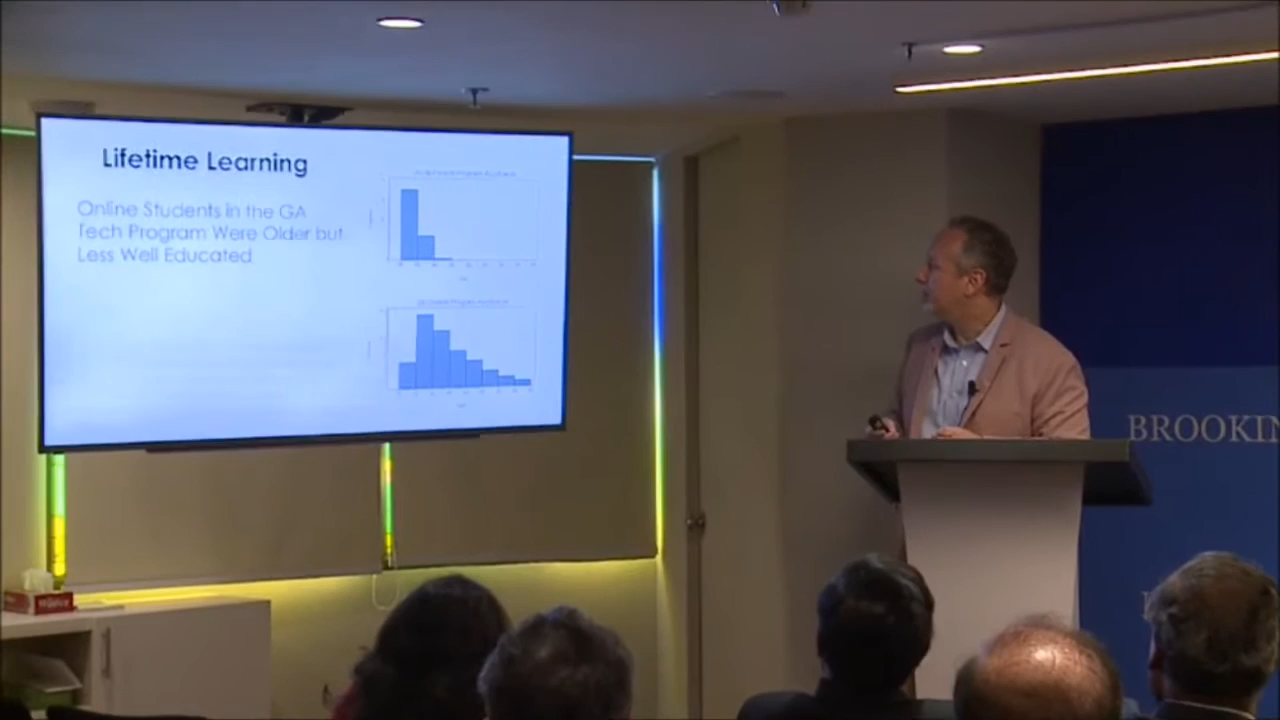 Lifetime Learning
Online Students in the GA
Tech Program Were Older but
Less Well Educated
BROOKIN